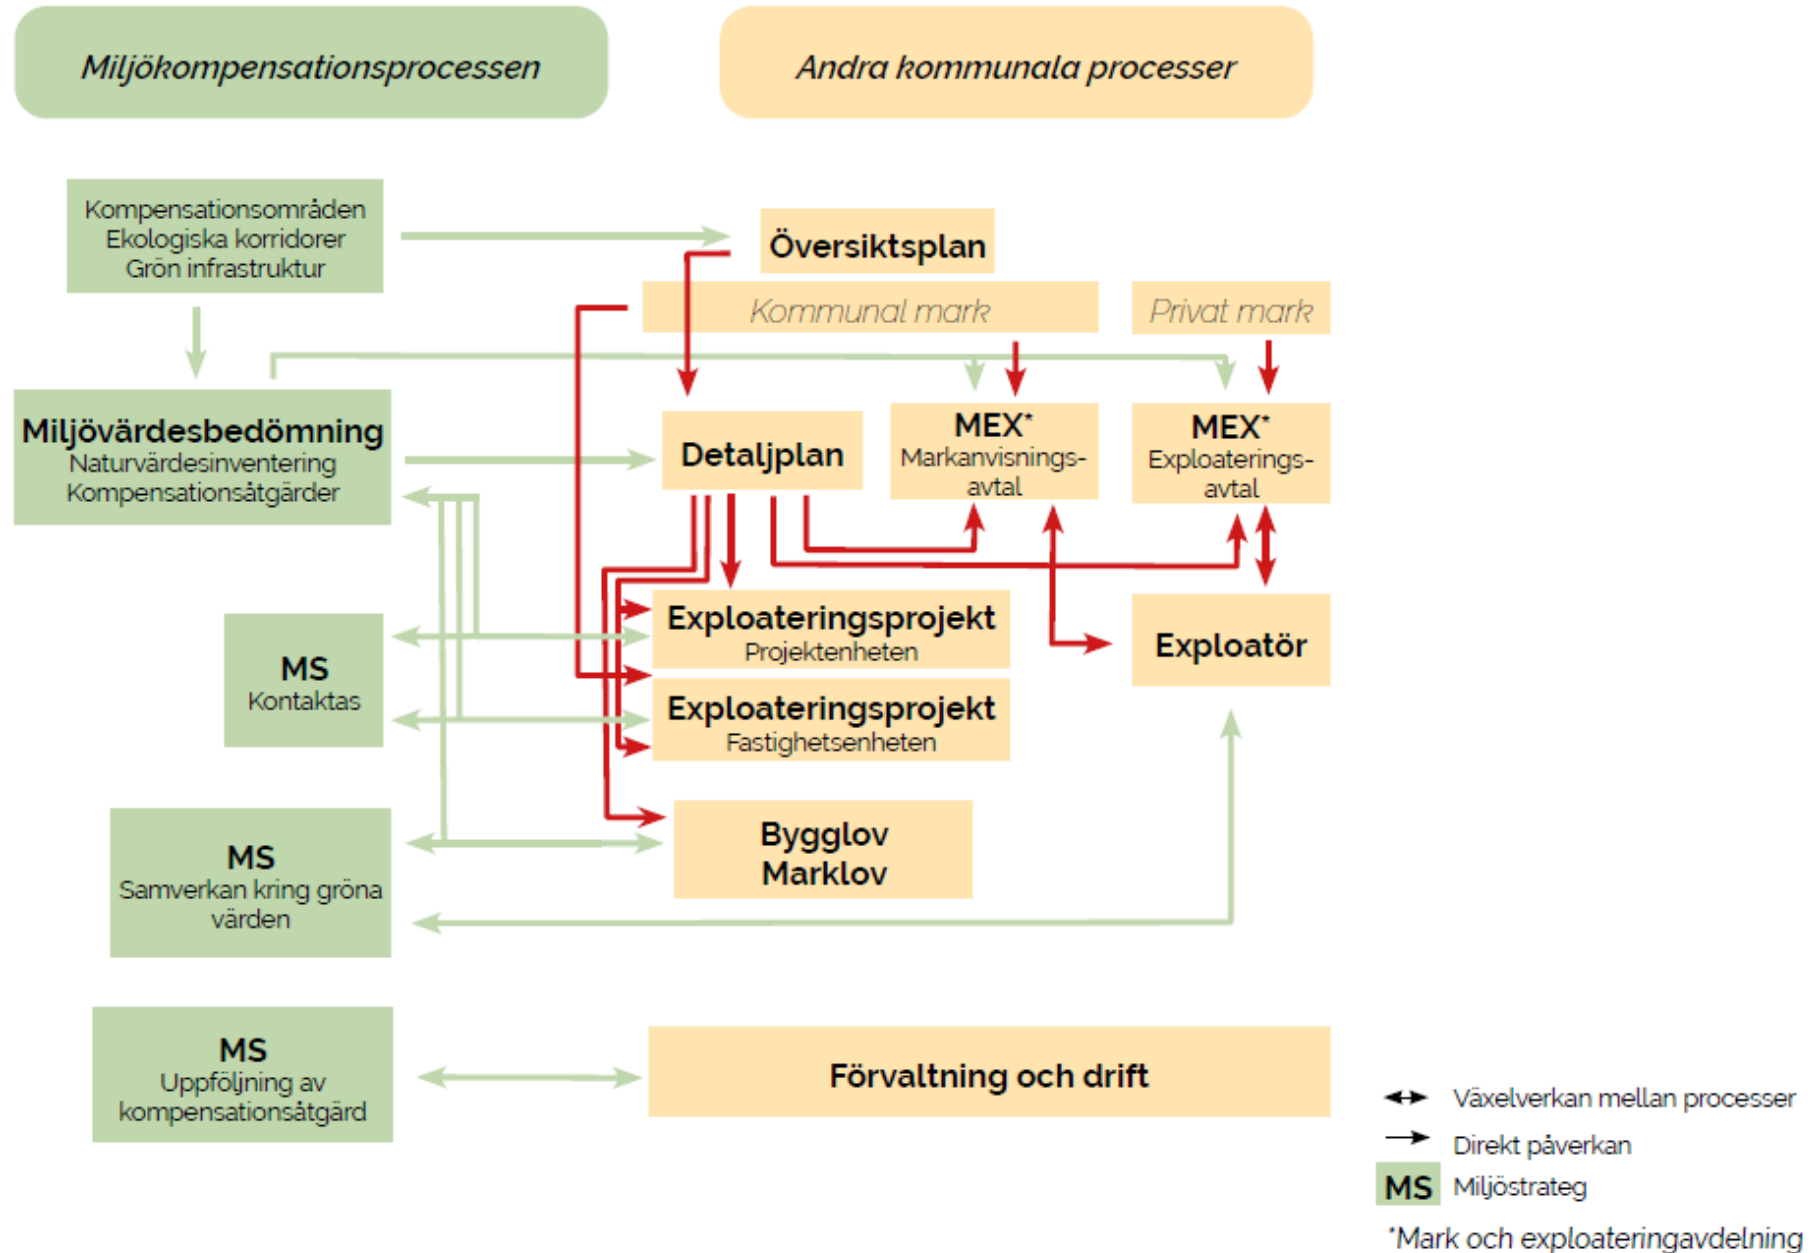 Miljökompensationsprocessen
Andra kommunala processer
Kompensationsområden
Ekologiska korridorer
Grön infrastruktur
Översiktsplan
Kommunal mark
Privat mark
Miljövärdesbedömning
Naturvärdesinventering
Kompensationsåtgärder
Detaljplan
MEX*
Markanvisnings-
avtal
MEX*
Exploaterings-
avtal
MS
Kontaktas
Exploateringsprojekt
Projektenheten
Exploateringsprojekt
Fastighetsenheten
Exploatör
MS
Samverkan kring gröna
värden
Bygglov
Marklov
MS
Uppföljning av
kompensationsåtgärd
Förvaltning och drift
Växelverkan mellan processer
Direkt påverkan
MS Miljöstrateg
*Mark och exploateringavdelning